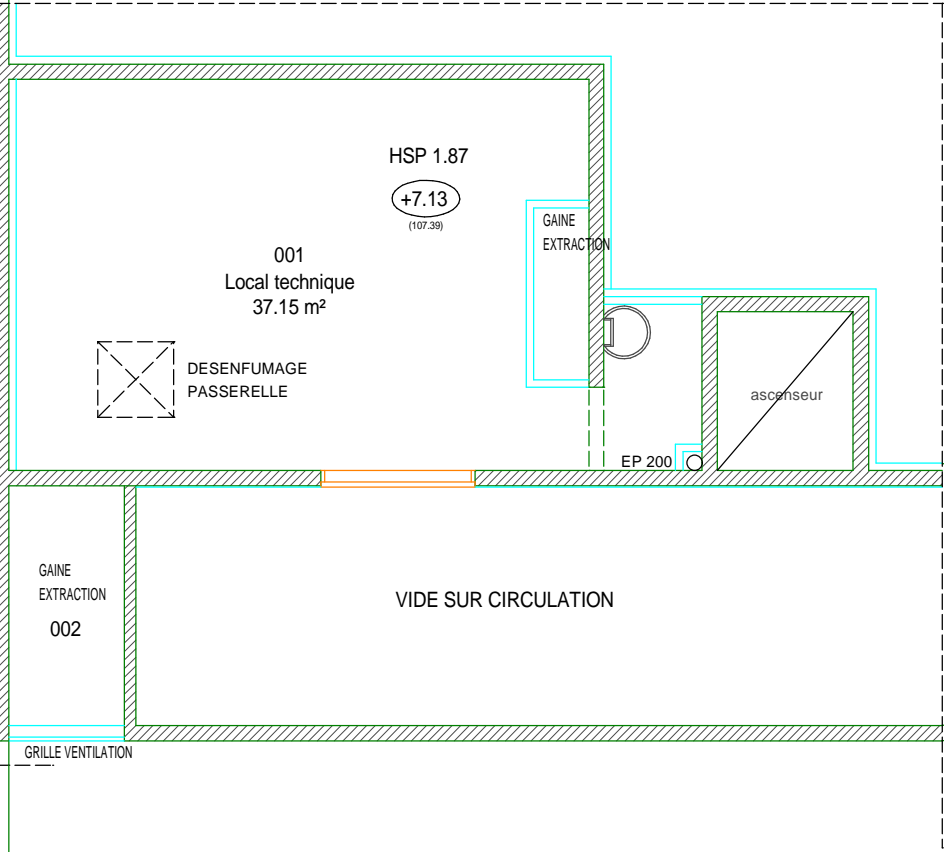 HSP 1.87
+7.13
(107.39)
GAINE
EXTRACTION
001
Local technique
37.15 m²
DESENFUMAGE
PASSERELLE
ascenseur
EP 200
GAINE
EXTRACTION
002
VIDE SUR CIRCULATION
GRILLE VENTILATION